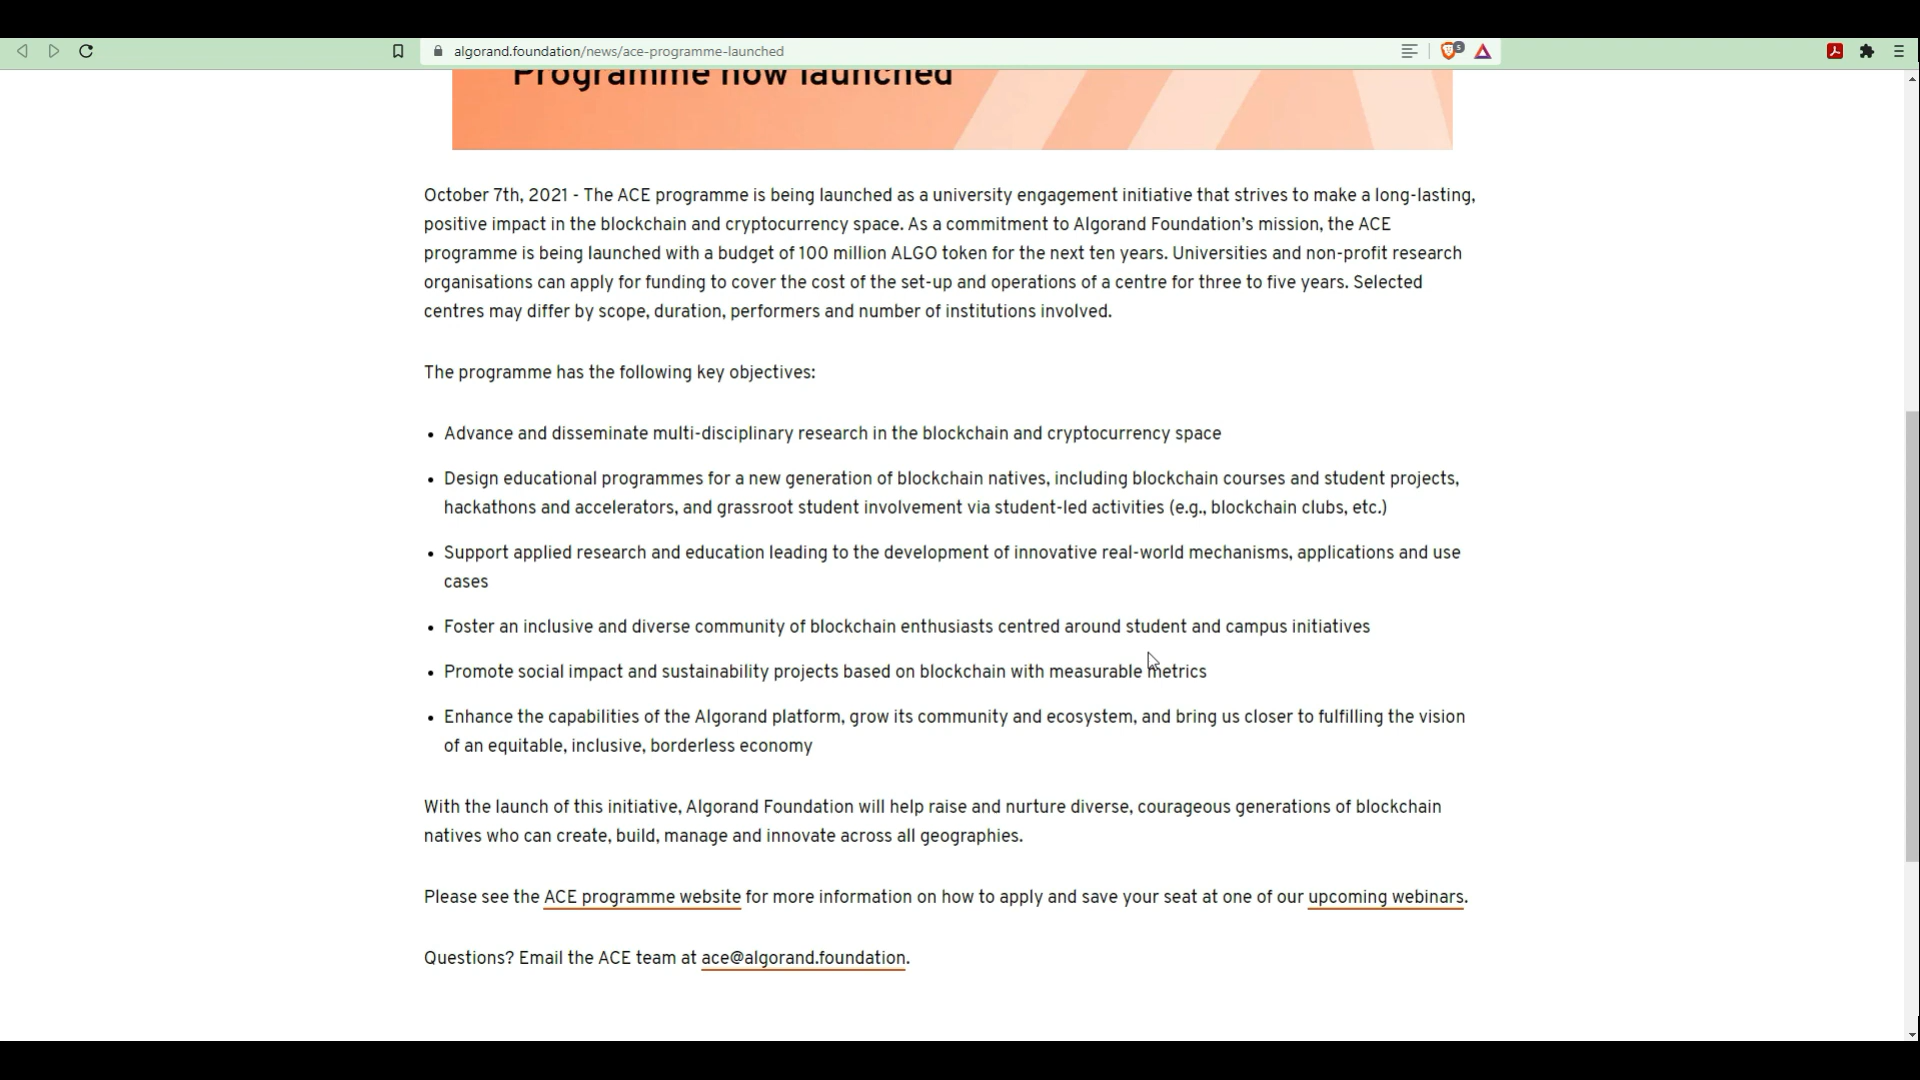 algorand.foundation/news/ace-programme-launched
5
Programme now launched
October 7th, 2021 - The ACE programme is being launched as a university engagement initiative that strives to make a long-lasting,
positive impact in the blockchain and cryptocurrency space. As a commitment to Algorand Foundation’s mission, the ACE
programme is being launched with a budget of 100 million ALGO token for the next ten years. Universities and non-profit research
organisations can apply for funding to cover the cost of the set-up and operations of a centre for three to five years. Selected
centres may differ by scope, duration, performers and number of institutions involved.
The programme has the following key objectives:
• Advance and disseminate multi-disciplinary research in the blockchain and cryptocurrency space
• Design educational programmes for a new generation of blockchain natives, including blockchain courses and student projects,
hackathons and accelerators, and grassroot student involvement via student-led activities (e.g., blockchain clubs, etc.)
• Support applied research and education leading to the development of innovative real-world mechanisms, applications and use
cases
• Foster an inclusive and diverse community of blockchain enthusiasts centred around student and campus initiatives
• Promote social impact and sustainability projects based on blockchain with measurable metrics
• Enhance the capabilities of the Algorand platform, grow its community and ecosystem, and bring us closer to fulfilling the vision
of an equitable, inclusive, borderless economy
With the launch of this initiative, Algorand Foundation will help raise and nurture diverse, courageous generations of blockchain
natives who can create, build, manage and innovate across all geographies.
Please see the ACE programme website for more information on how to apply and save your seat at one of our upcoming webinars.
Questions? Email the ACE team at ace@algorand.foundation.